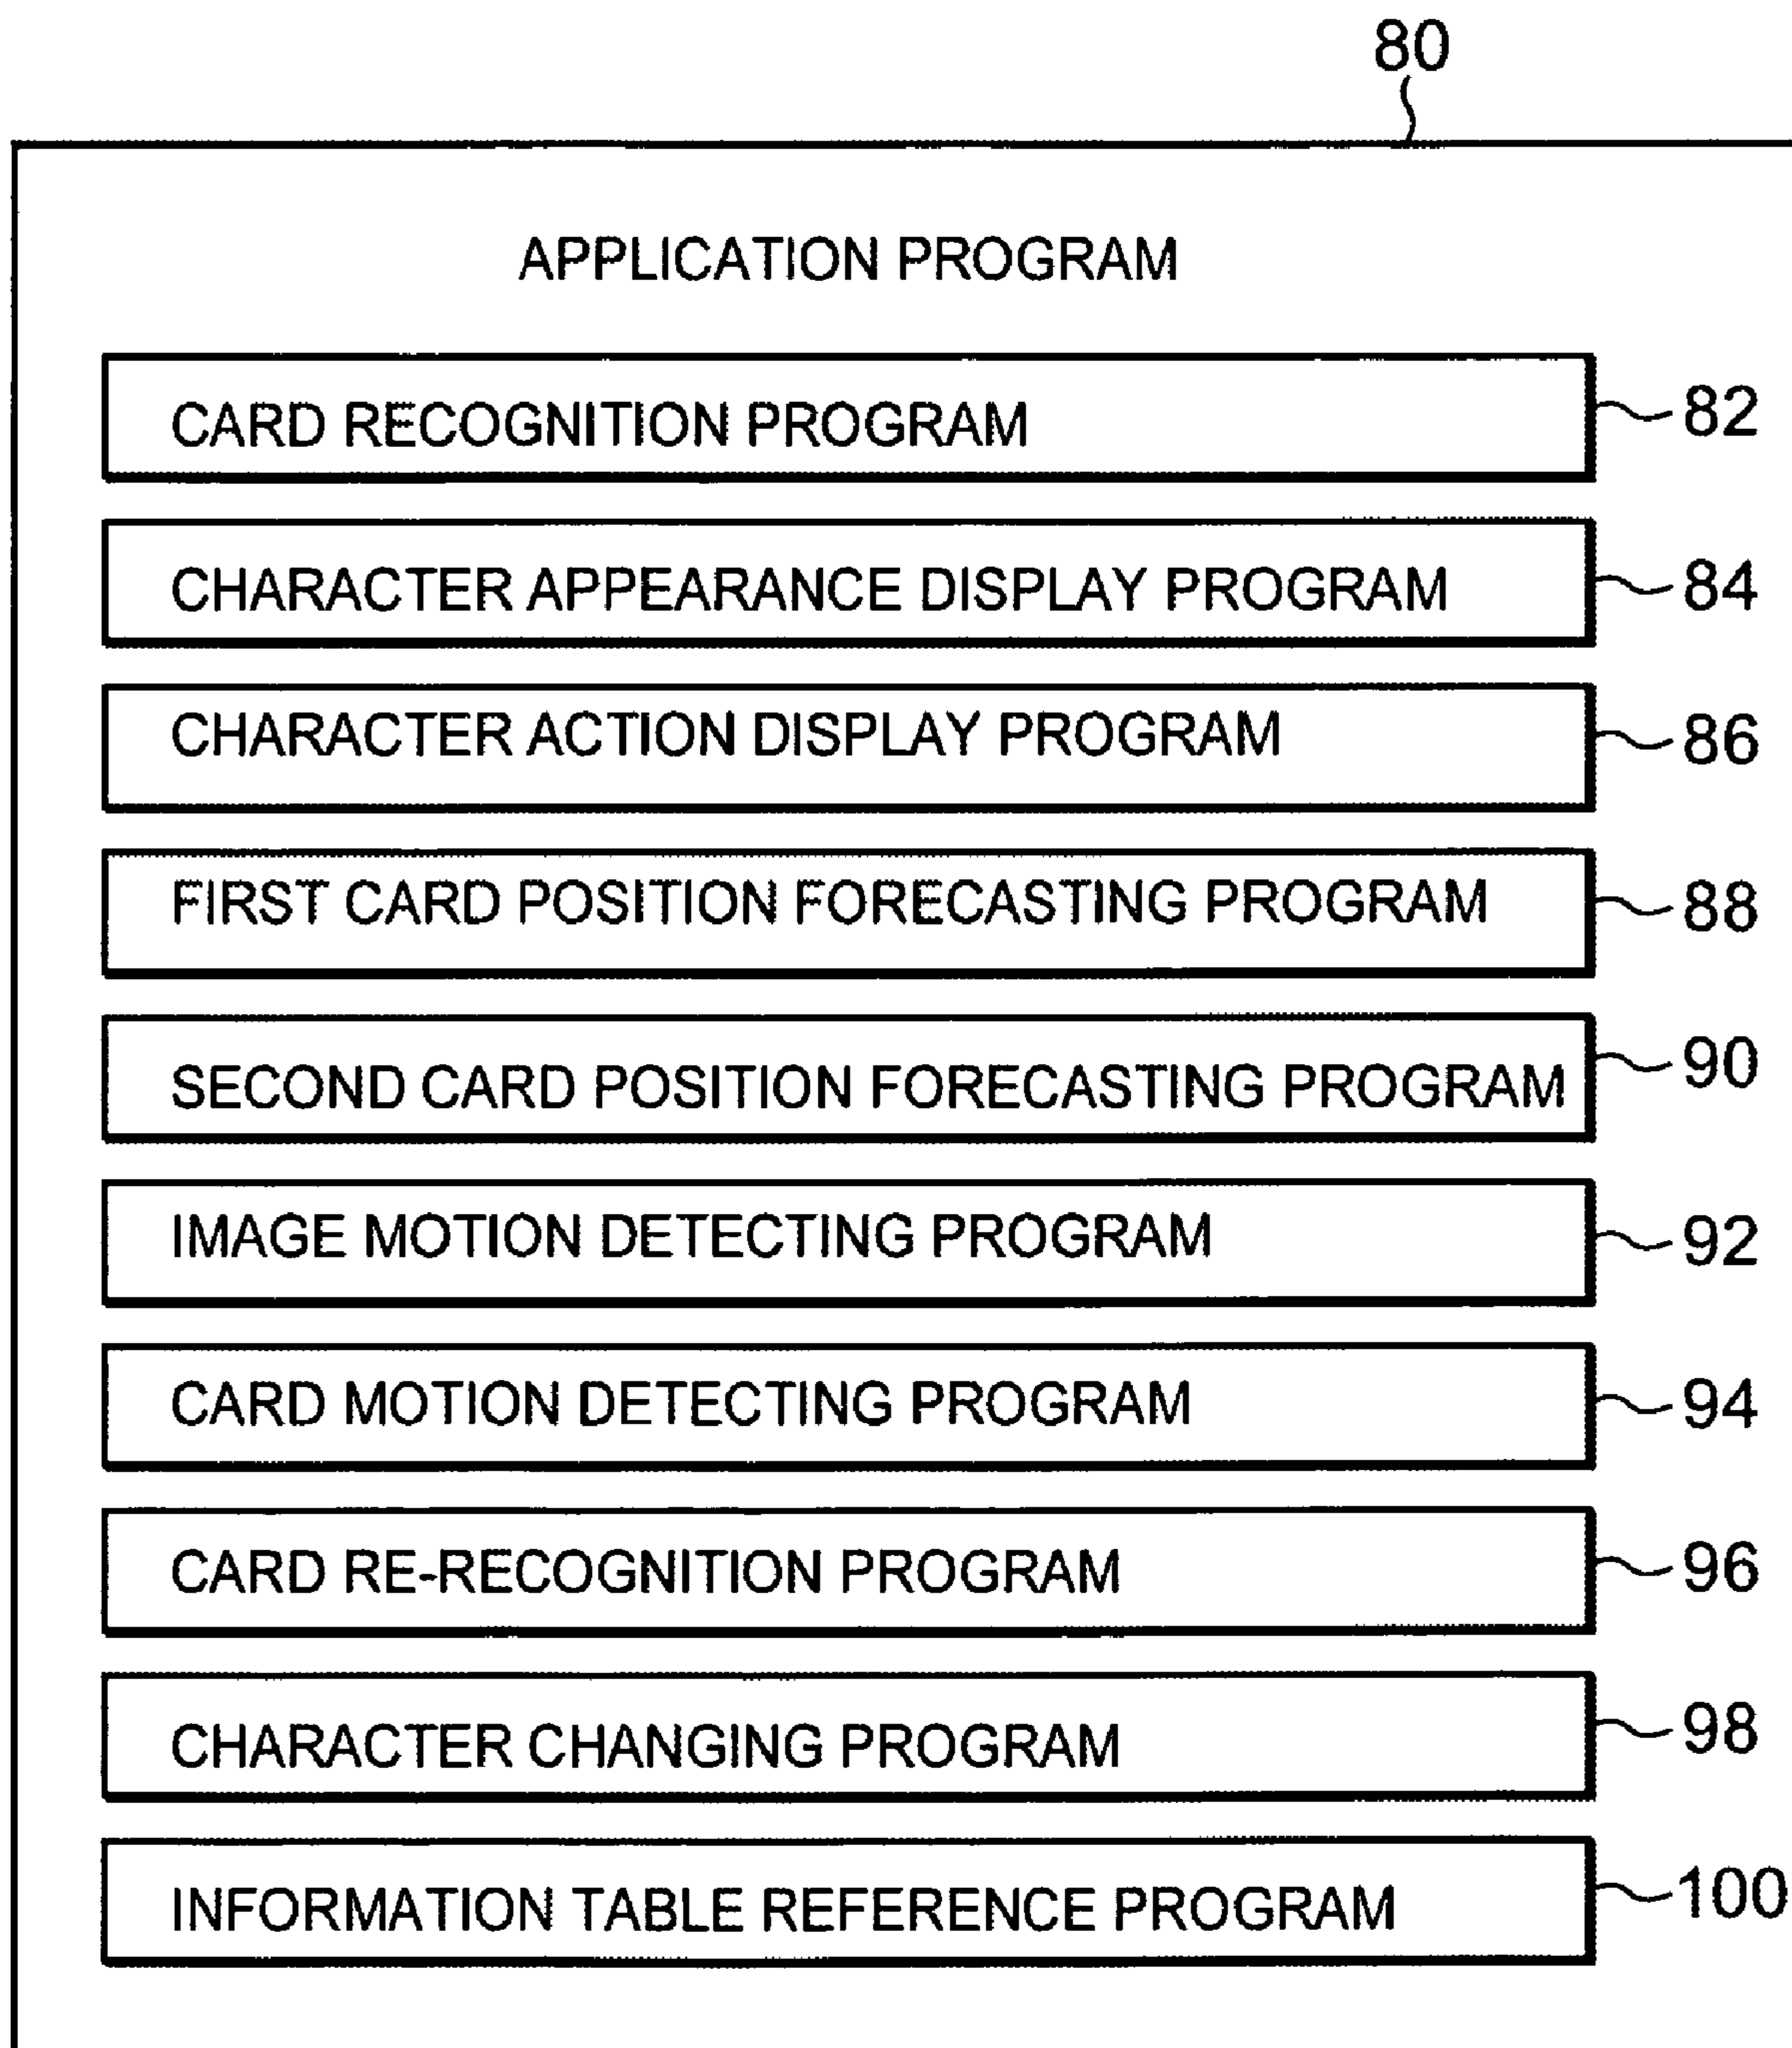 80
APPLICATION PROGRAM
CARD RECOGNITION PROGRAM 82
CHARACTER APPEARANCE DISPLAY PROGRAM 84
CHARACTER ACTION DISPLAY PROGRAM 86
FIRST CARD POSITION FORECASTING PROGRAM 88
SECOND CARD POSITION FORECASTING PROGRAM 90
IMAGE MOTION DETECTING PROGRAM 92
CARD MOTION DETECTING PROGRAM 94
CARD RE-RECOGNITION PROGRAM 96
CHARACTER CHANGING PROGRAM 98
INFORMATION TABLE REFERENCE PROGRAM 100